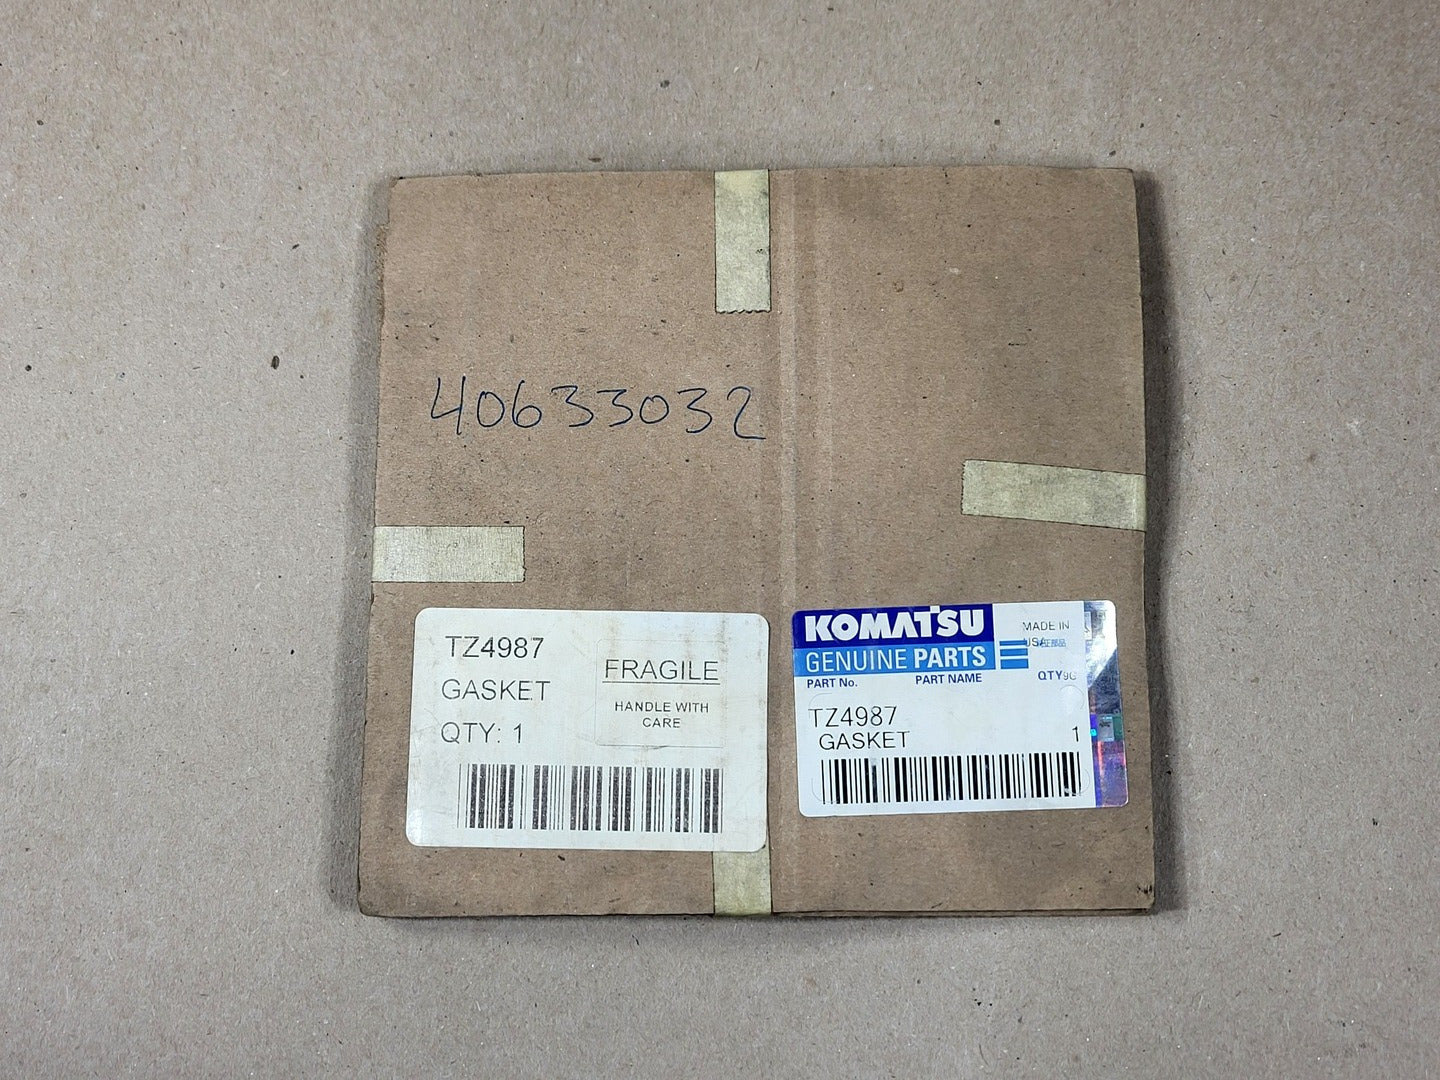 40633032
TZ4987
GASKET
QTY: 1
FRAGILE
HANDLE WITH
CARE
KOMATSU
GENUINE PARTS
MADE IN
USA
PART No.
PART NAME
QTY
TZ4987
GASKET
1